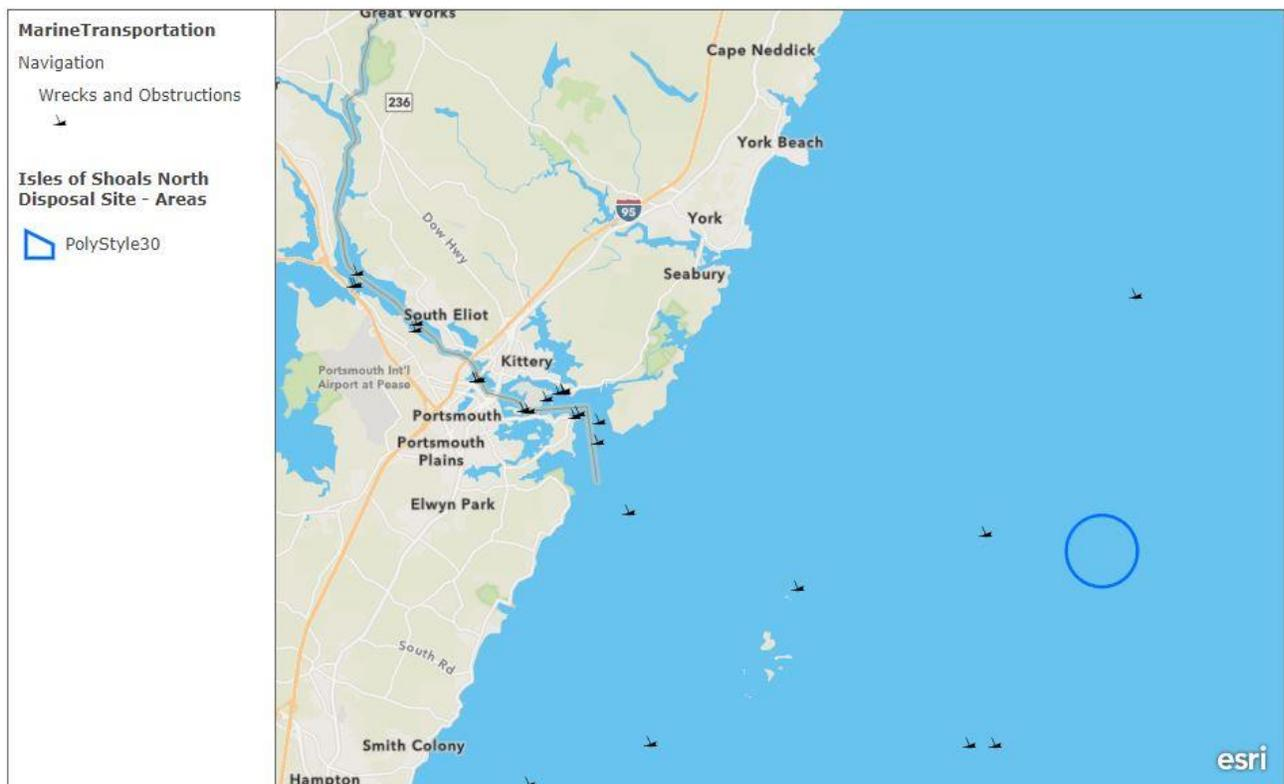 MarineTransportation
Navigation
Wrecks and Obstructions
Isles of Shoals North
Disposal Site - Areas
PolyStyle30
Great Works
Cape Neddick
236
York Beach
95
York
Dow Hwy
Seabury
South Eliot
Kittery
Portsmouth Int'l
Airport at Pease
Portsmouth
Portsmouth
Plains
Elwyn Park
South Rd
Smith Colony
Hampton
esri